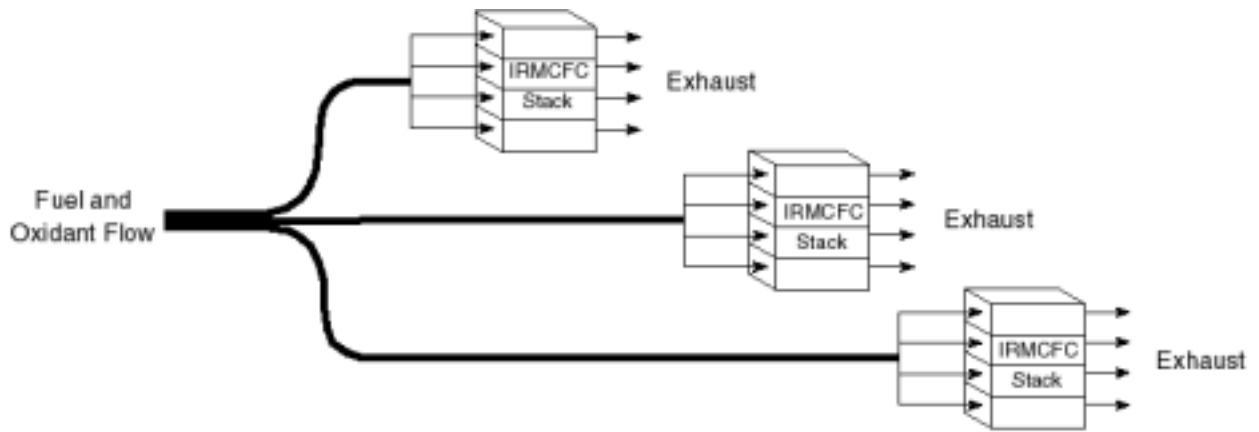 IRMCFC
Stack
Exhaust
Fuel and
Oxidant Flow
IRMCFC
Stack
Exhaust
IRMCFC
Stack
Exhaust